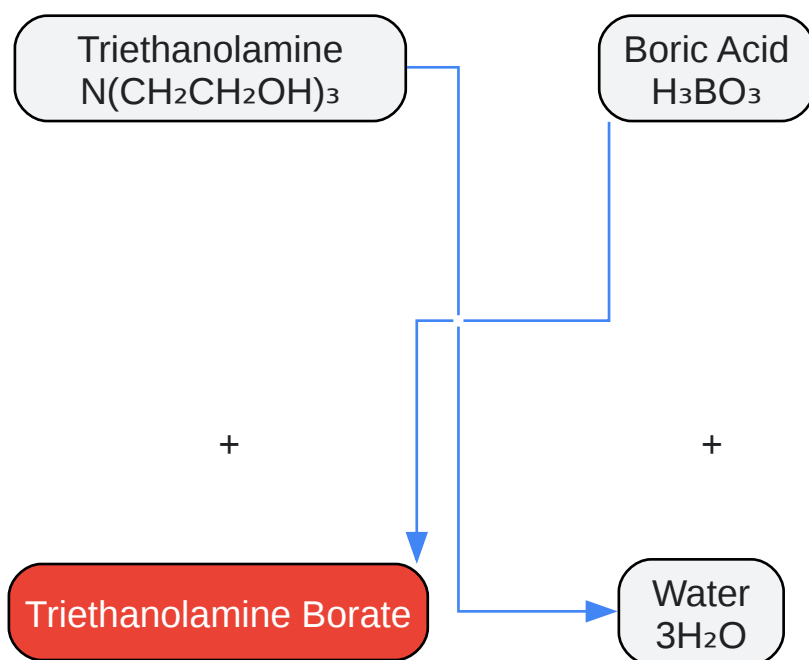 Triethanolamine
N(CH₂CH₂OH)₃
Boric Acid
H₃BO₃
+
+
Triethanolamine Borate
Water
3H₂O